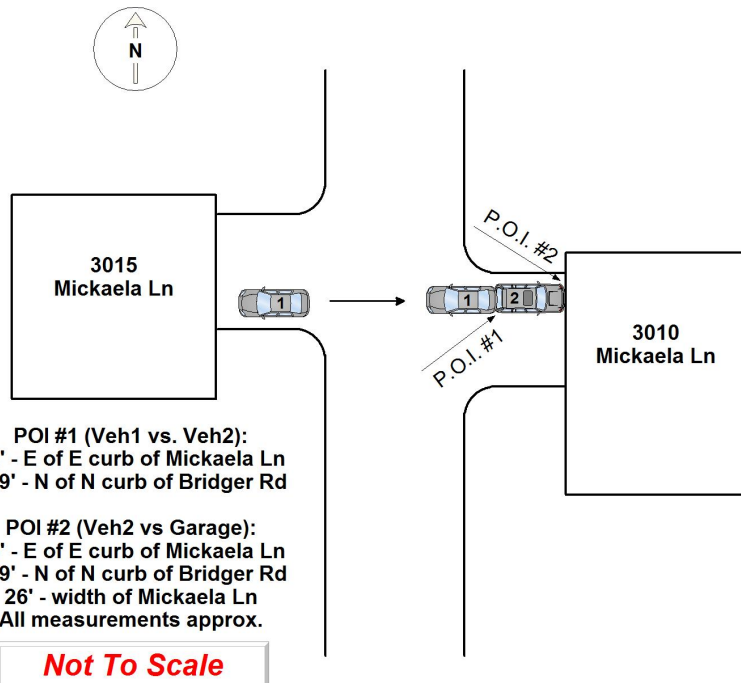 N
P.O.I. #2
3015
Mickaela Ln
1
1
2
3010
Mickaela Ln
P.O.I. #1
POI #1 (Veh1 vs. Veh2):
' - E of E curb of Mickaela Ln
9' - N of N curb of Bridger Rd
POI #2 (Veh2 vs Garage):
' - E of E curb of Mickaela Ln
9' - N of N curb of Bridger Rd
26' - width of Mickaela Ln
All measurements approx.
Not To Scale